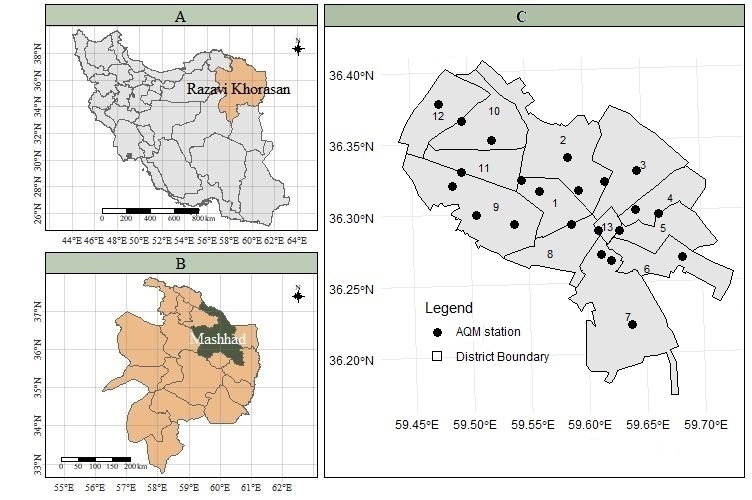 A
N
38°N
36°N
34°N
32°N
30°N
28°N
26°N
Razavi Khorasan
0 200 400 600 800 km
44°E 46°E 48°E 50°E 52°E 54°E 56°E 58°E 60°E 62°E 64°E
B
N
37°N
36°N
35°N
34°N
33°N
Mashhad
0 50 100 150 200 km
55°E 56°E 57°E 58°E 59°E 60°E 61°E 62°E
C
36.40°N
36.35°N
36.30°N
36.25°N
36.20°N
12
10
2
3
11
4
9
1
13
5
8
6
7
Legend
AQM station
District Boundary
59.45°E 59.50°E 59.55°E 59.60°E 59.65°E 59.70°E